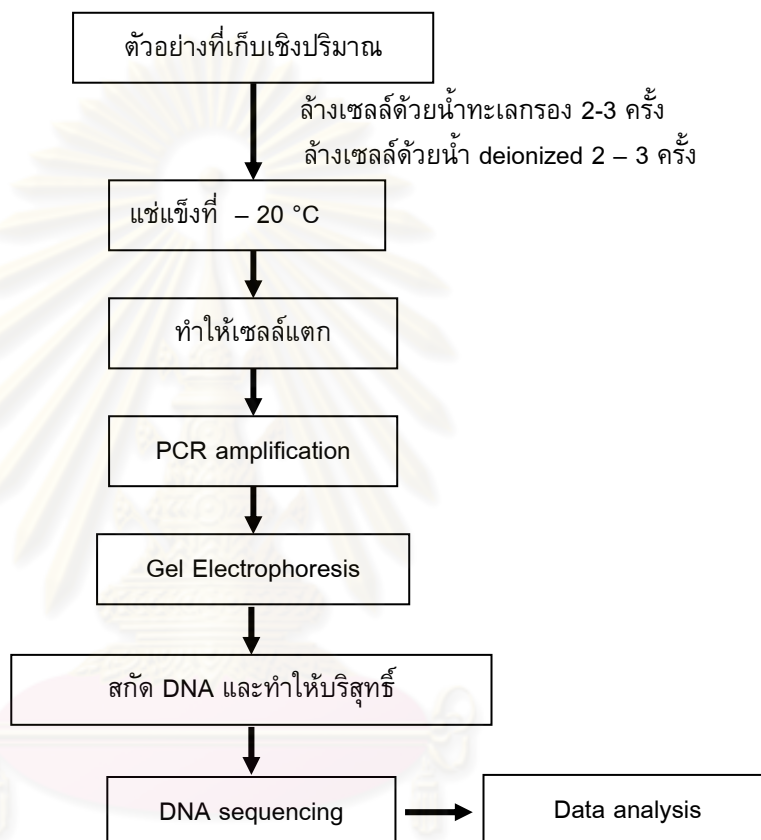 ตัวอย่างที่เก็บเชิงปริมาณ
ล้างเซลล์ด้วยน้ำทะเลกรอง 2-3 ครั้ง
ล้างเซลล์ด้วยน้ำ deionized 2 – 3 ครั้ง
แช่แข็งที่ – 20 °C
ทำให้เซลล์แตก
PCR amplification
Gel Electrophoresis
สกัด DNA และทำให้บริสุทธิ์
DNA sequencing
Data analysis